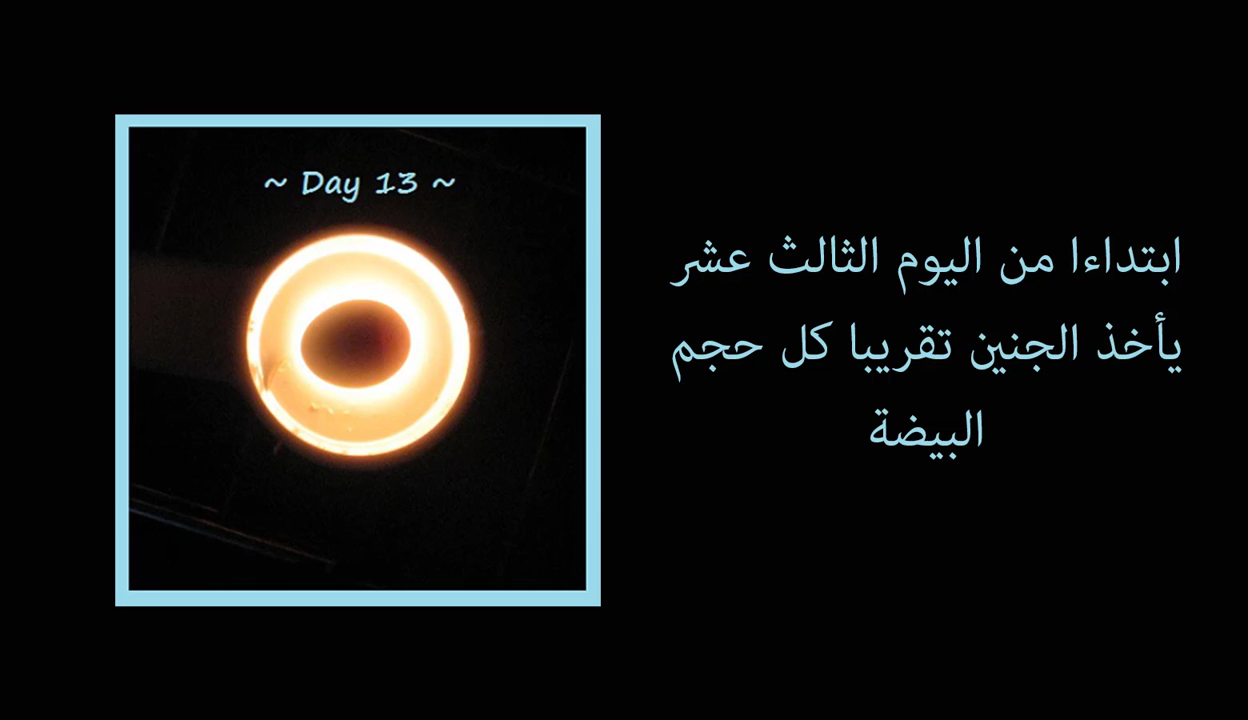 ~ Day 13 ~
ابتداءا من اليوم الثالث عشر
يأخذ الجنين تقريبا كل حجم
البيضة